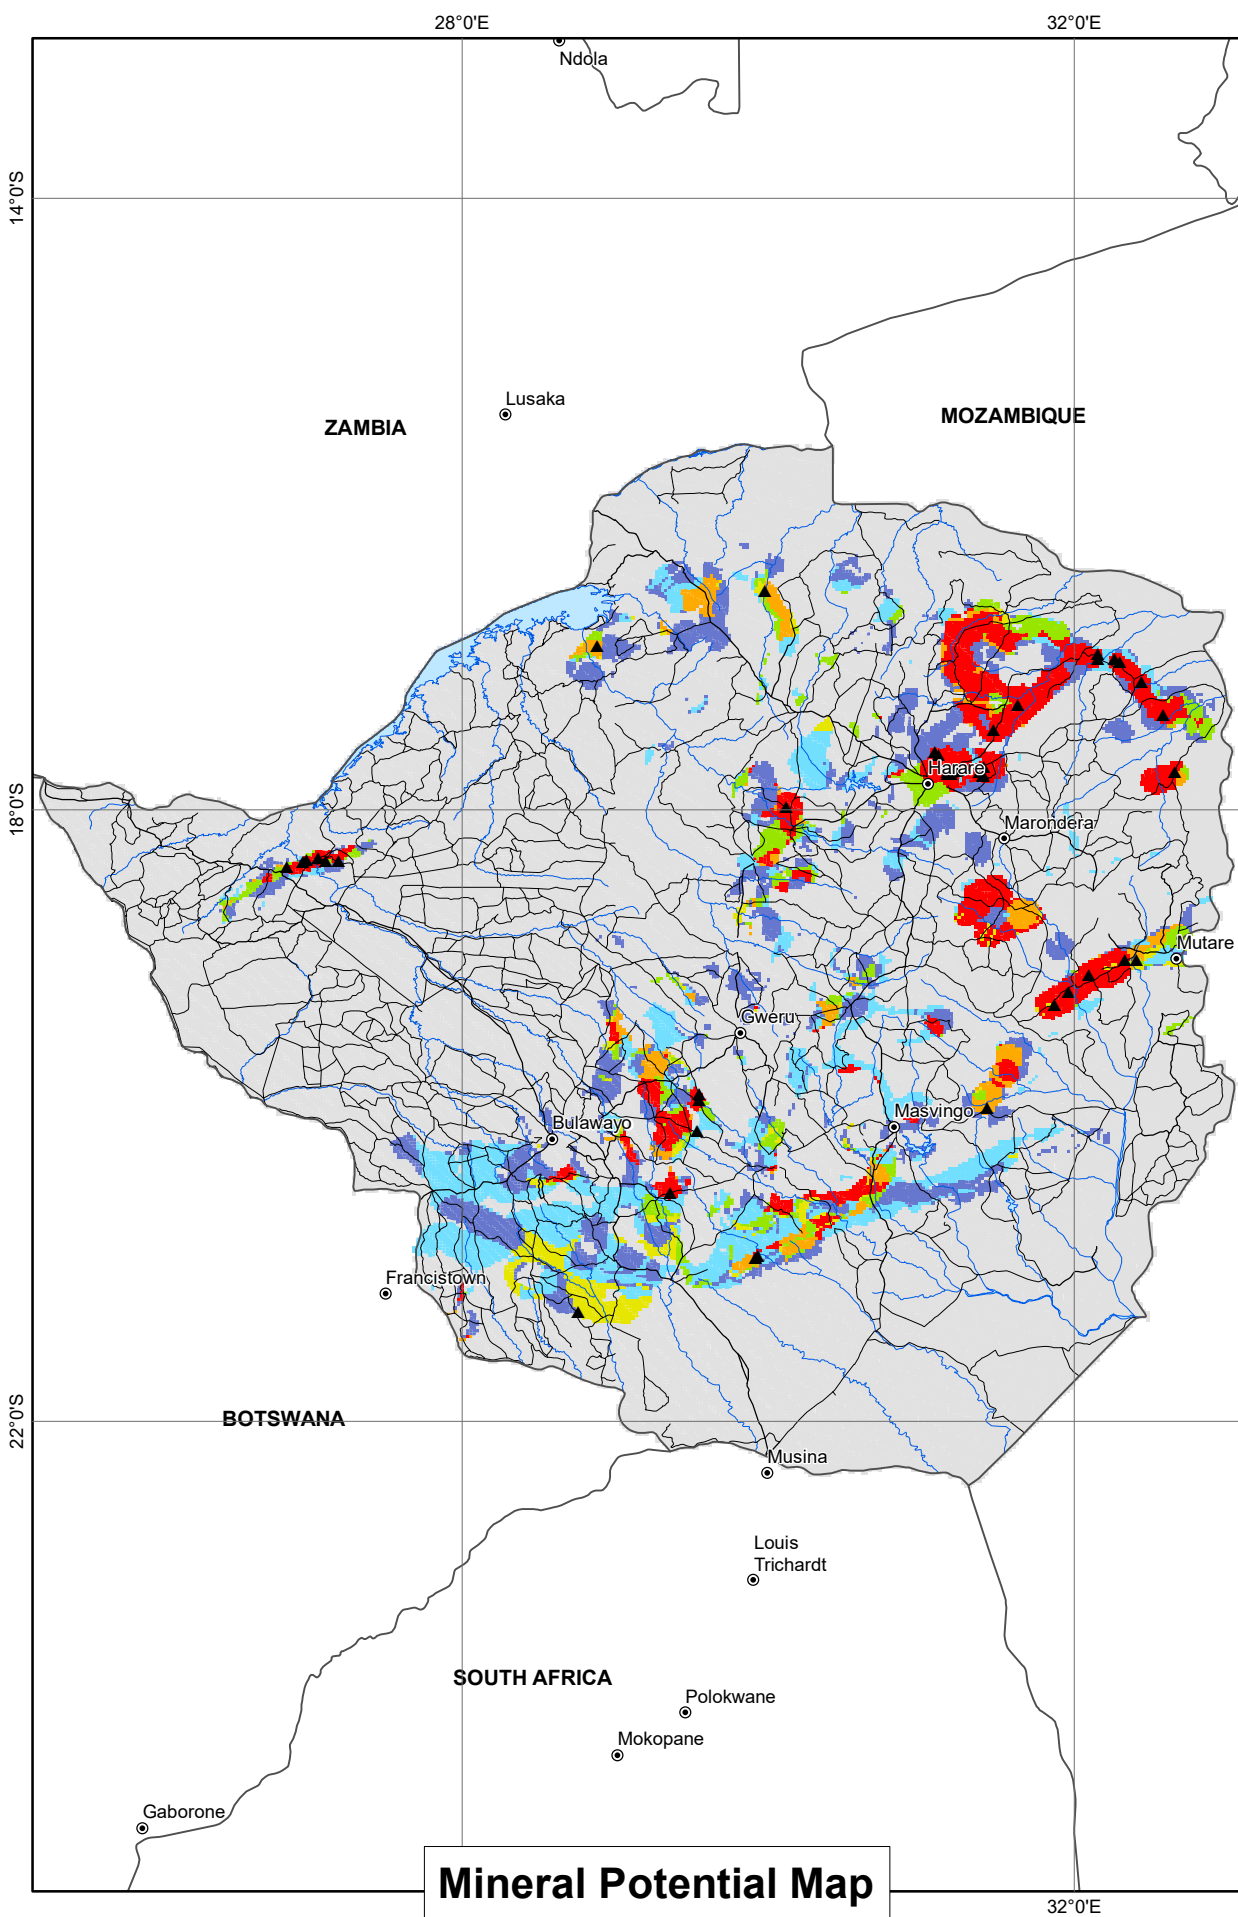 28°0'E
32°0'E
Ndola
14°0'S
Lusaka
ZAMBIA
MOZAMBIQUE
Harare
18°0'S
Marondera
Mutare
Gweru
Masvingo
Bulawayo
Francistown
22°0'S
BOTSWANA
Musina
Louis
Trichardt
SOUTH AFRICA
Polokwane
Mokopane
Gaborone
Mineral Potential Map
32°0'E